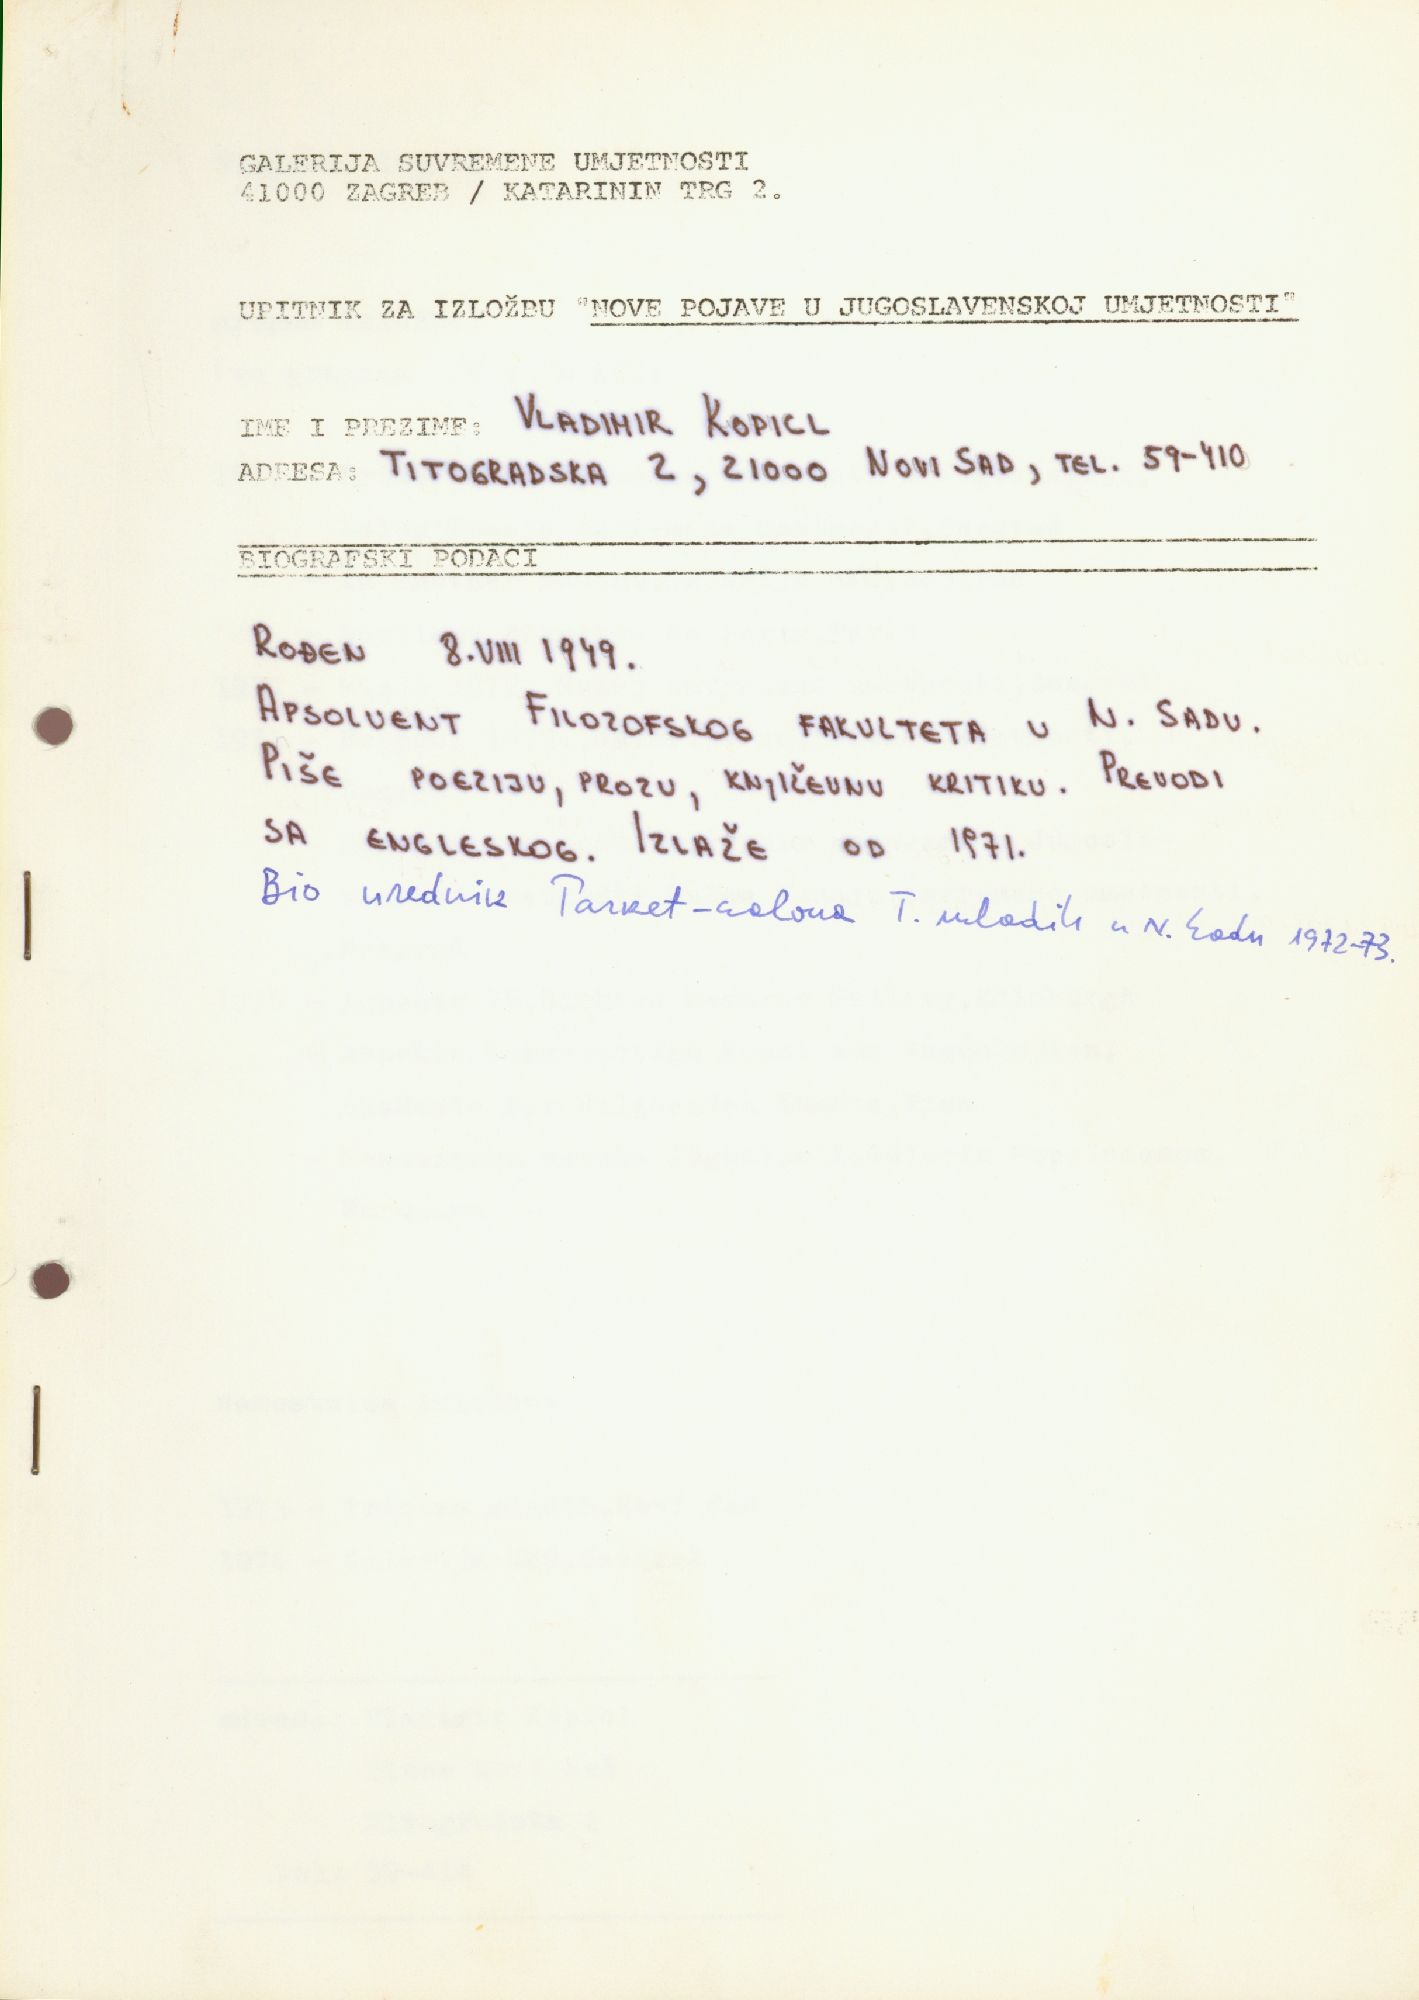 GALERIJA SUVREMENE UMJETNOSTI
41000 ZAGREB / KATARININ TRG 2.
UPITNIK ZA IZLOŽBU "NOVE POJAVE U JUGOSLAVENSKOJ UMJETNOSTI"
IME I PREZIME: VLADIMIR KOPICL
ADRESA: TITOGRADSKA 2, 21000 NOVI SAD, TEL. 59-410
BIOGRAFSKI PODACI
ROĐEN 8.VIII 1949.
APSOLVENT FILOZOFSKOG FAKULTETA U N. SADU.
PIŠE POEZIJU, PROZU, KNJIŽEVNU KRITIKU. PREVODI
SA ENGLESKOG. IZLAŽE OD 1971.
Bio urednik Tarket-salona T. mladih u N. Sadu 1972-73.